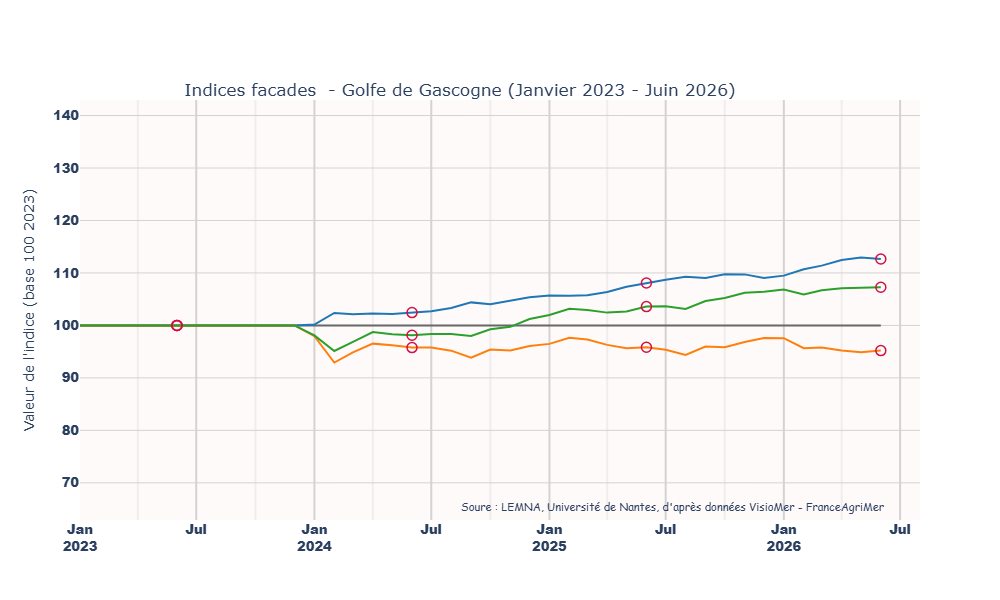 Indices facades  - Golfe de Gascogne (Janvier 2023 - Juin 2026)
Valeur de l'indice (base 100 2023)
140
130
120
110
100
90
80
70
Soure : LEMNA, Université de Nantes, d'après données VisioMer - FranceAgriMer
Jan Jul Jan Jul Jan Jul Jan Jul
2023 2024 2025 2026